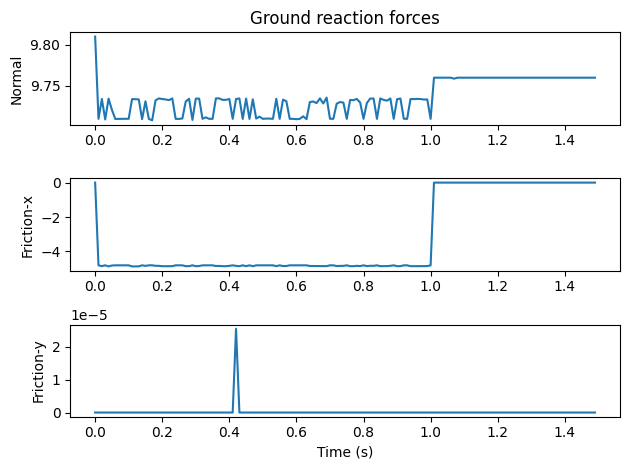 Ground reaction forces
9.80
9.75
Normal
0.0 0.2 0.4 0.6 0.8 1.0 1.2 1.4
0
−2
−4
Friction-x
0.0 0.2 0.4 0.6 0.8 1.0 1.2 1.4
1e−5
2
1
0
Friction-y
0.0 0.2 0.4 0.6 0.8 1.0 1.2 1.4
Time (s)